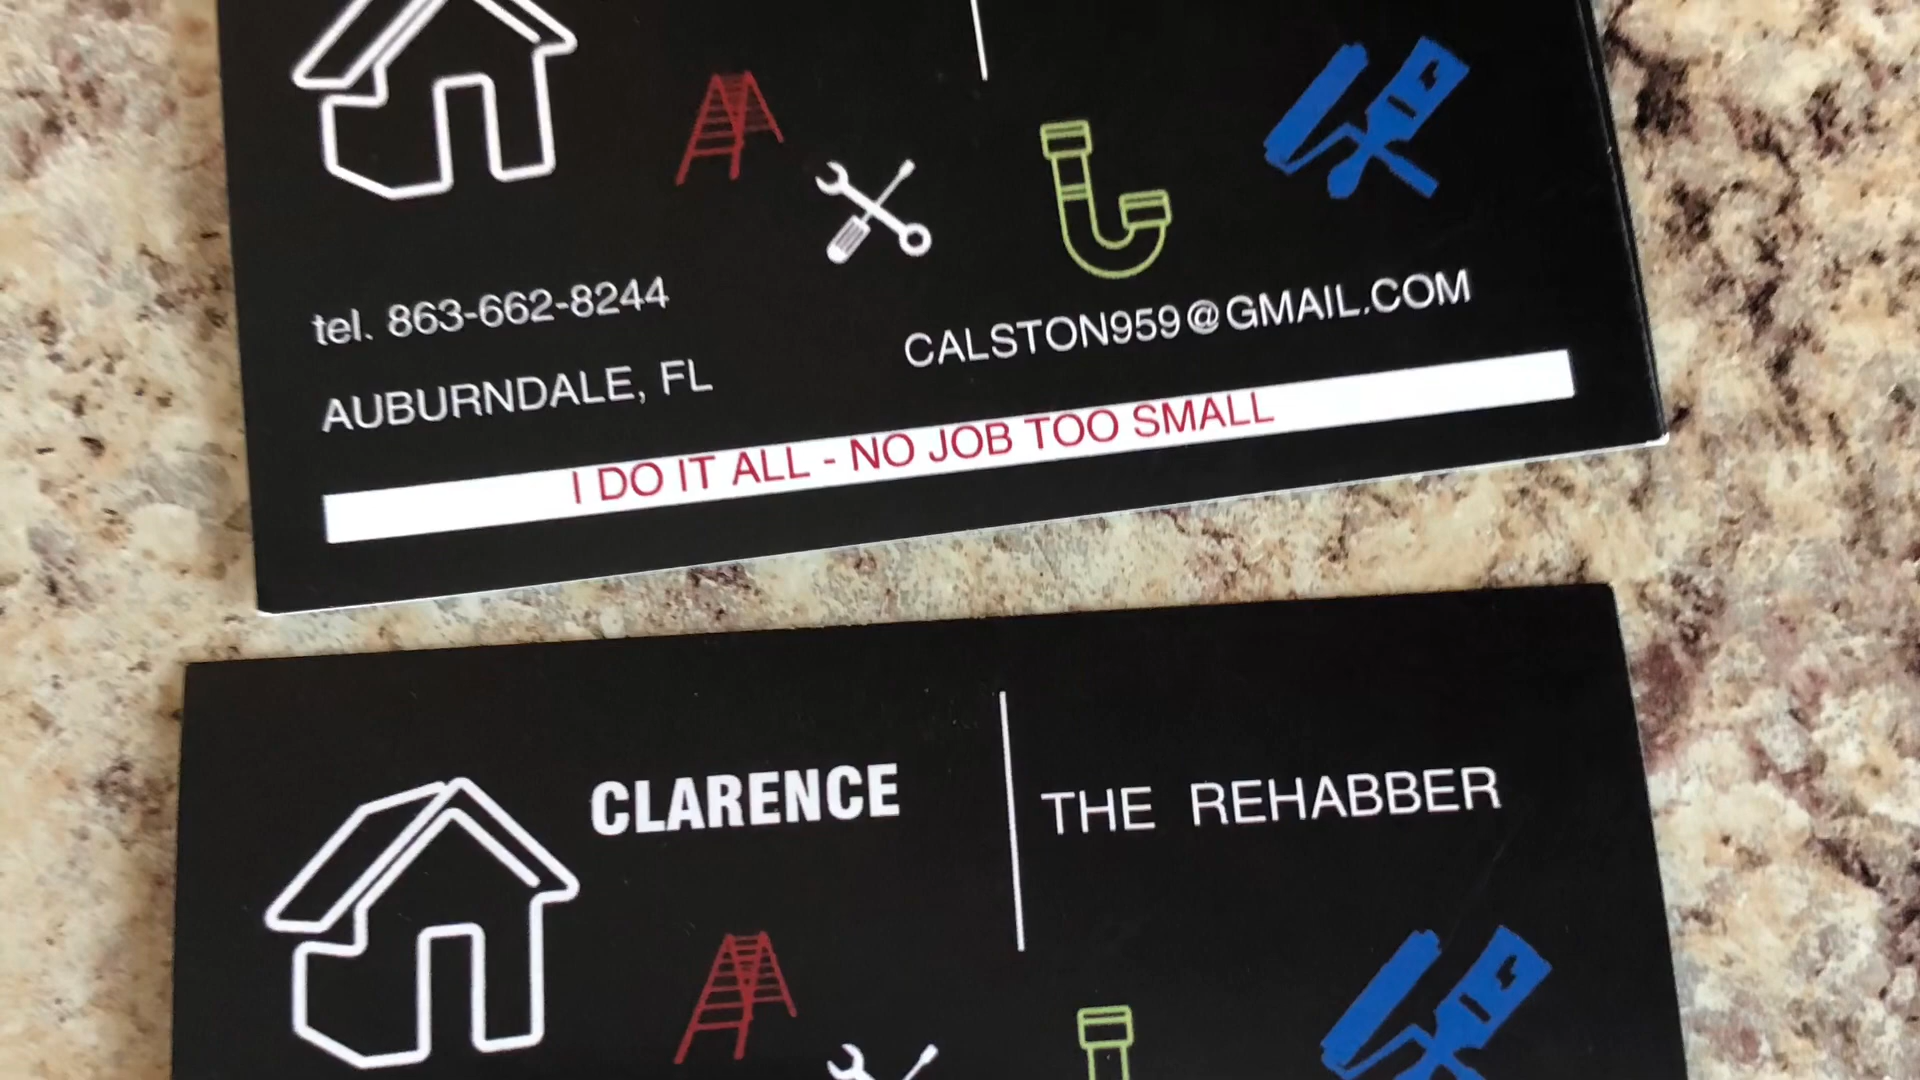 tel. 863-662-8244
CALSTON959@GMAIL.COM
AUBURNDALE, FL
I DO IT ALL - NO JOB TOO SMALL
CLARENCE
THE REHABBER